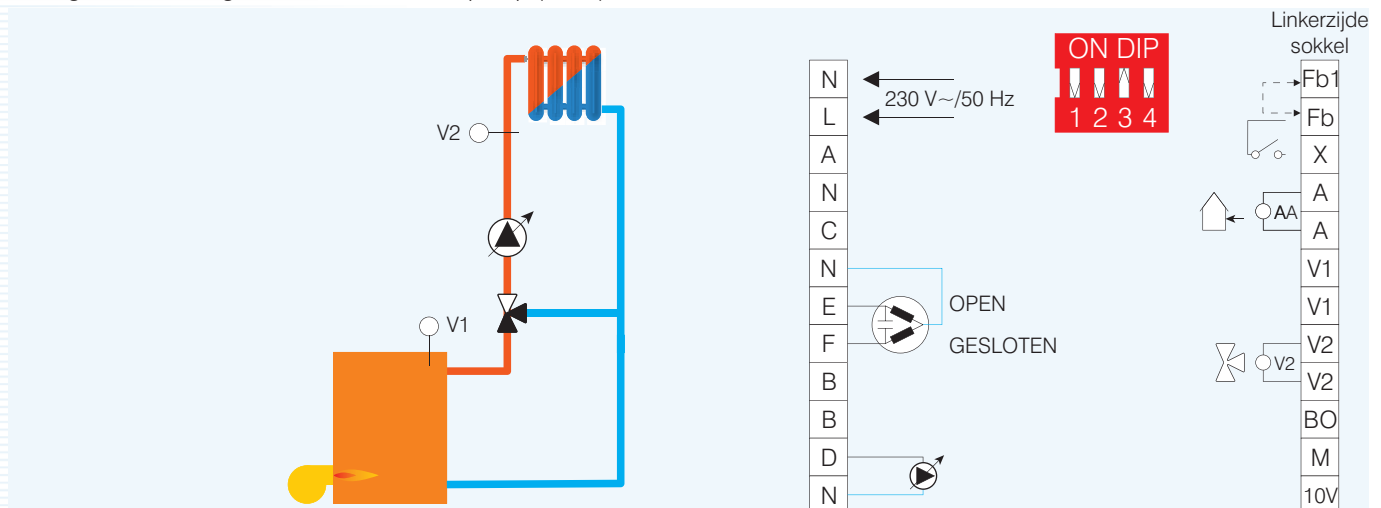 Linkerzijde
sokkel
V2
V1
N
L
A
N
C
N
E
F
B
B
D
N
230 V~/50 Hz
OPEN
GESLOTEN
ON DIP
1 2 3 4
AA
V2
Fb1
Fb
X
A
A
V1
V1
V2
V2
BO
M
10V